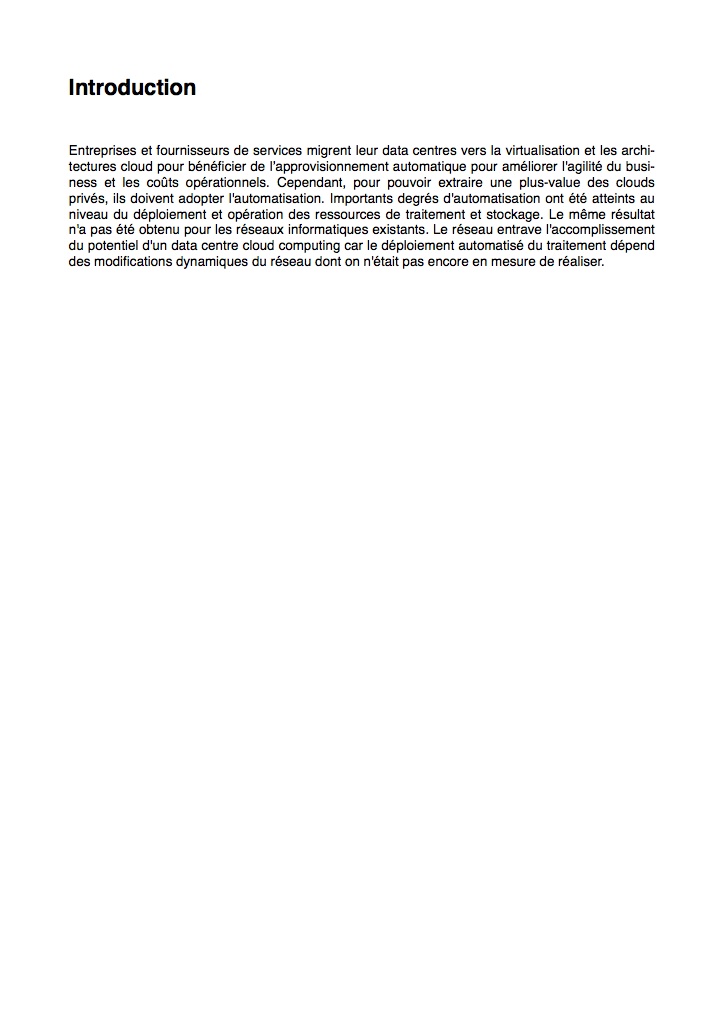 Introduction
Entreprises et fournisseurs de services migrent leur data centres vers la virtualisation et les archi-
tectures cloud pour bénéficier de l'approvisionnement automatique pour améliorer l'agilité du busi-
ness et les coûts opérationnels. Cependant, pour pouvoir extraire une plus-value des clouds
privés, ils doivent adopter l'automatisation. Importants degrés d'automatisation ont été atteints au
niveau du déploiement et opération des ressources de traitement et stockage. Le même résultat
n'a pas été obtenu pour les réseaux informatiques existants. Le réseau entrave l'accomplissement
du potentiel d'un data centre cloud computing car le déploiement automatisé du traitement dépend
des modifications dynamiques du réseau dont on n'était pas encore en mesure de réaliser.